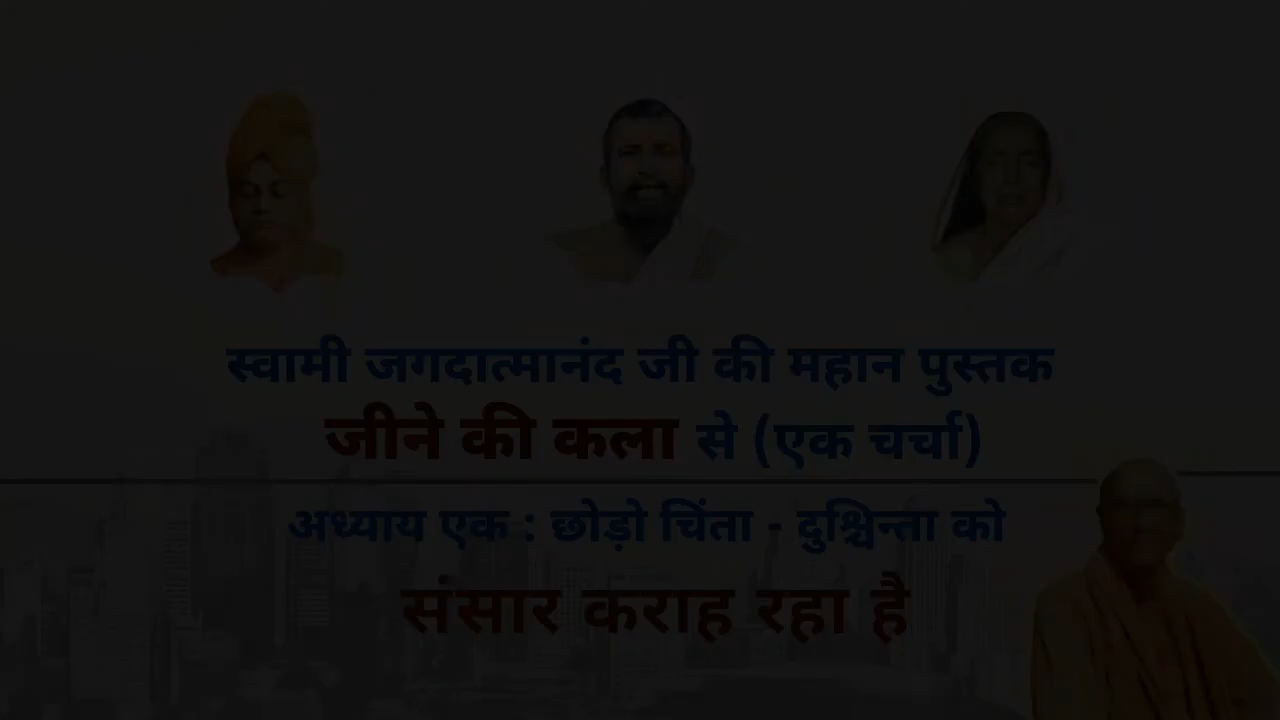 स्वामी जगदात्मानंद जी की महान पुस्तक
जीने की कला से (एक चर्चा)
अध्याय एक : छोड़ो चिंता - दुश्चिन्ता को
संसार कराह रहा है